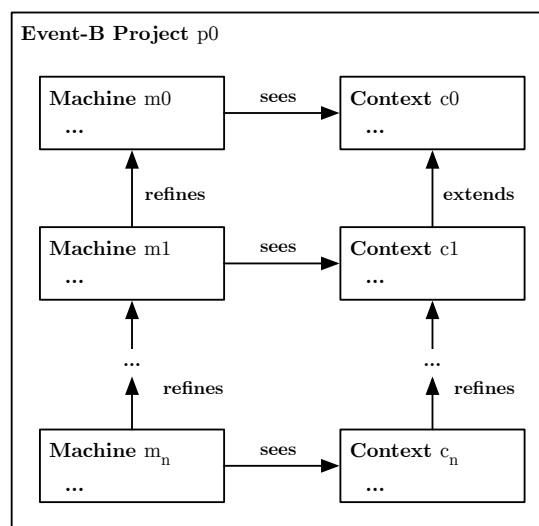 Event-B Project p0
Machine m0 sees Context c0
... ...
refines extends
Machine m1 sees Context c1
... ...
... ...
refines refines
Machine mₙ sees Context cₙ
... ...